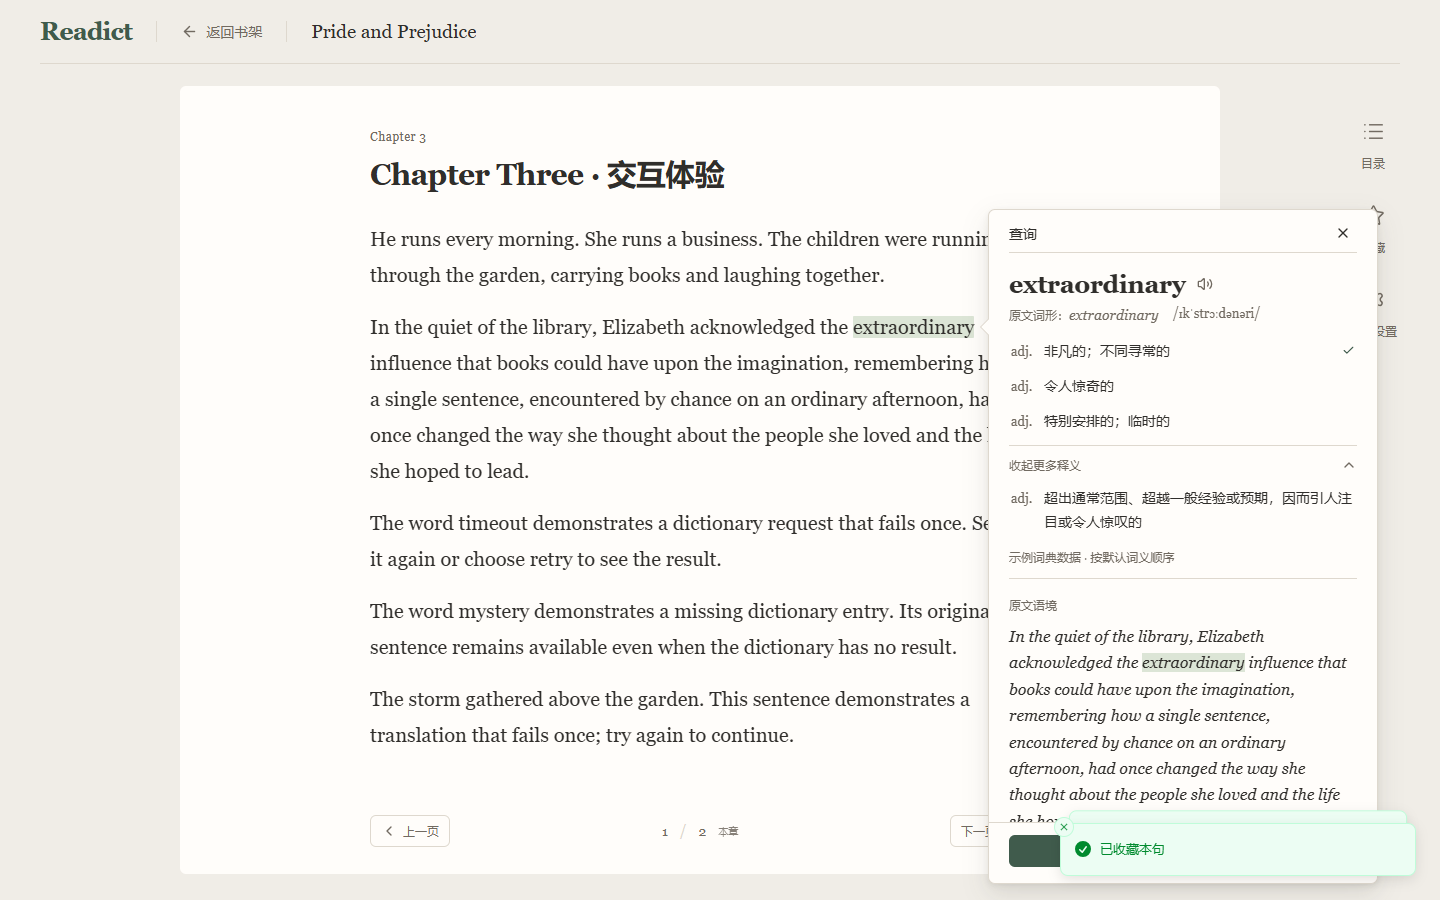 Readict
返回书架
Pride and Prejudice
Chapter 3
Chapter Three · 交互体验
He runs every morning. She runs a business. The children were
through the garden, carrying books and laughing together.
In the quiet of the library, Elizabeth acknowledged the extraordinary
influence that books could have upon the imagination, remembering
a single sentence, encountered by chance on an ordinary afternoon,
once changed the way she thought about the people she loved and the
she hoped to lead.
The word timeout demonstrates a dictionary request that fails once.
it again or choose retry to see the result.
The word mystery demonstrates a missing dictionary entry. Its
sentence remains available even when the dictionary has no result.
The storm gathered above the garden. This sentence demonstrates a
translation that fails once; try again to continue.
上一页
1 / 2 本章
下一
目录
藏
设置
查询
extraordinary
原文词形：extraordinary /ɪkˈstrɔːdənəri/
adj. 非凡的；不同寻常的
adj. 令人惊奇的
adj. 特别安排的；临时的
收起更多释义
adj. 超出通常范围、超越一般经验或预期，因而引人注
目或令人惊叹的
示例词典数据 · 按默认词义顺序
原文语境
In the quiet of the library, Elizabeth
acknowledged the extraordinary influence that
books could have upon the imagination,
remembering how a single sentence,
encountered by chance on an ordinary
afternoon, had once changed the way she
thought about the people she loved and the life
she
已收藏本句